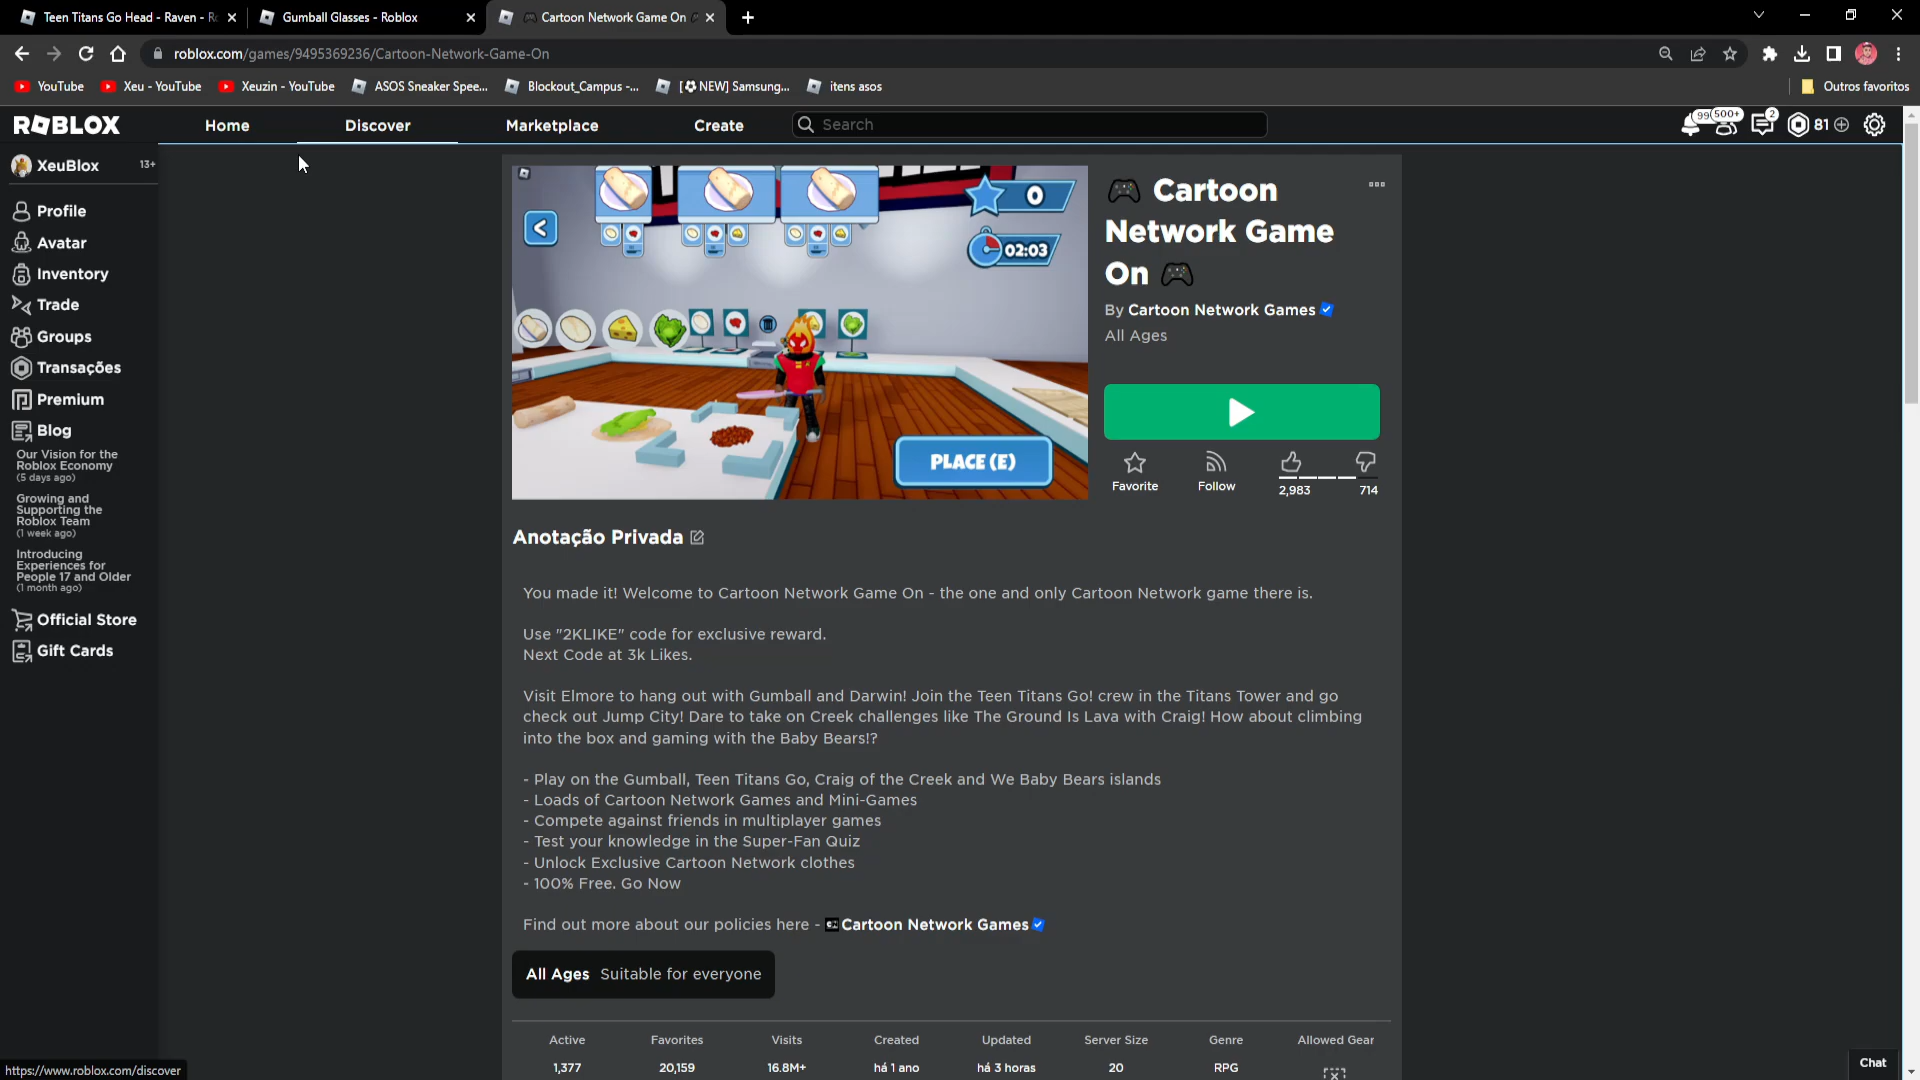 Teen Titans Go Head - Raven - R
Gumball Glasses - Roblox
Cartoon Network Game On
roblox.com/games/9495369236/Cartoon-Network-Game-On
YouTube
Xeu - YouTube
Xeuzin - YouTube
ASOS Sneaker Spee...
Blockout_Campus -...
[⚽NEW] Samsung...
itens asos
Outros favoritos
ROBLOX
Home
Discover
Marketplace
Create
Search
99
500+
2
81
XeuBlox
13+
Profile
Avatar
Inventory
Trade
Groups
Transações
Premium
Blog
Our Vision for the
Roblox Economy
(5 days ago)
Growing and
Supporting the
Roblox Team
(1 week ago)
Introducing
Experiences for
People 17 and Older
(1 month ago)
Official Store
Gift Cards
0
02:03
PLACE (E)
🎮 Cartoon
Network Game
On 🎮
By Cartoon Network Games
All Ages
Favorite
Follow
2,983
714
Anotação Privada
You made it! Welcome to Cartoon Network Game On - the one and only Cartoon Network game there is.
Use "2KLIKE" code for exclusive reward.
Next Code at 3k Likes.
Visit Elmore to hang out with Gumball and Darwin! Join the Teen Titans Go! crew in the Titans Tower and go
check out Jump City! Dare to take on Creek challenges like The Ground Is Lava with Craig! How about climbing
into the box and gaming with the Baby Bears!?
- Play on the Gumball, Teen Titans Go, Craig of the Creek and We Baby Bears islands
- Loads of Cartoon Network Games and Mini-Games
- Compete against friends in multiplayer games
- Test your knowledge in the Super-Fan Quiz
- Unlock Exclusive Cartoon Network clothes
- 100% Free. Go Now
Find out more about our policies here - Cartoon Network Games
All Ages Suitable for everyone
Active
Favorites
Visits
Created
Updated
Server Size
Genre
Allowed Gear
1,377
20,159
16.8M+
há 1 ano
há 3 horas
20
RPG
https://www.roblox.com/discover
Chat